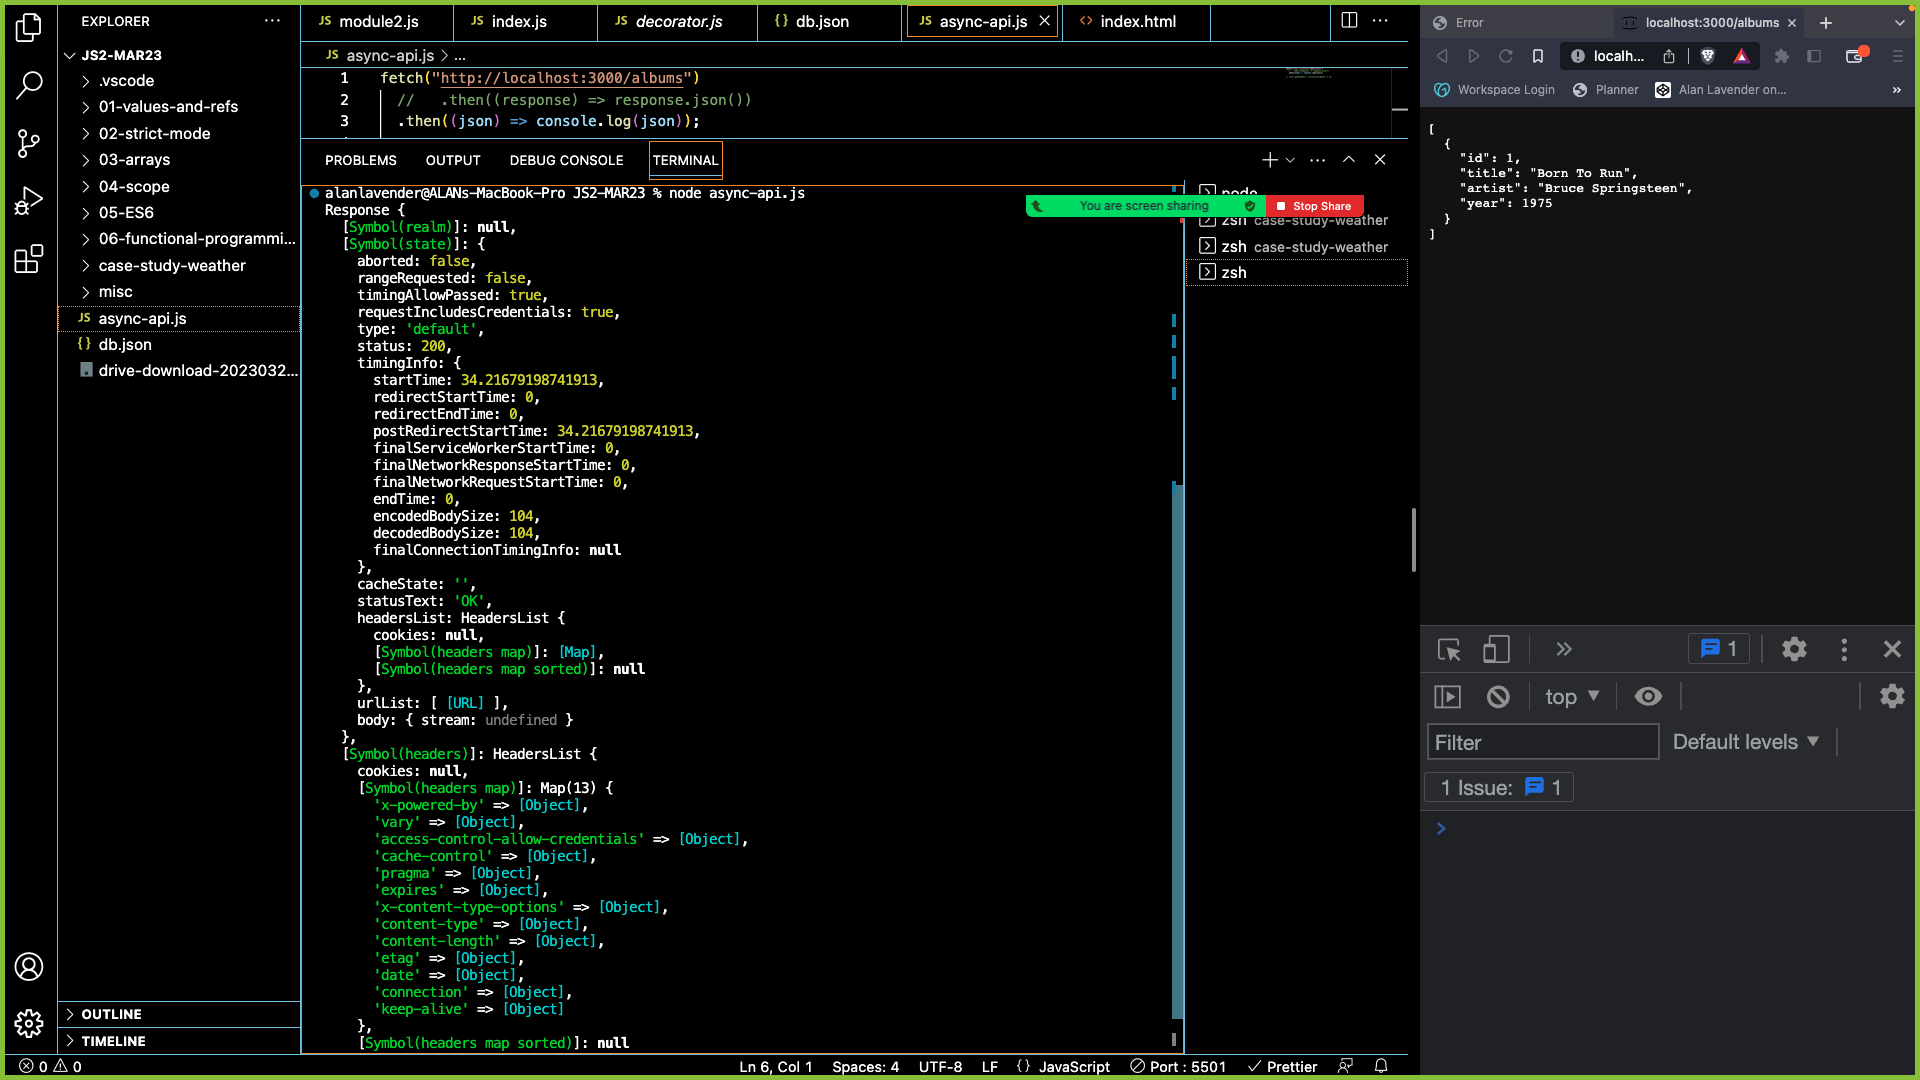 EXPLORER
JS2-MAR23
.vscode
01-values-and-refs
02-strict-mode
03-arrays
04-scope
05-ES6
06-functional-programmi...
case-study-weather
misc
JS async-api.js
{} db.json
drive-download-2023032...
OUTLINE
TIMELINE
JS module2.js
JS index.js
JS decorator.js
{} db.json
JS async-api.js
<> index.html
JS async-api.js > ...
1 fetch("http://localhost:3000/albums")
2 //   .then((response) => response.json())
3 .then((json) => console.log(json));
PROBLEMS OUTPUT DEBUG CONSOLE TERMINAL
alanlavender@ALANs-MacBook-Pro JS2-MAR23 % node async-api.js
Response {
[Symbol(realm)]: null,
[Symbol(state)]: {
aborted: false,
rangeRequested: false,
timingAllowPassed: true,
requestIncludesCredentials: true,
type: 'default',
status: 200,
timingInfo: {
startTime: 34.21679198741913,
redirectStartTime: 0,
redirectEndTime: 0,
postRedirectStartTime: 34.21679198741913,
finalServiceWorkerStartTime: 0,
finalNetworkResponseStartTime: 0,
finalNetworkRequestStartTime: 0,
endTime: 0,
encodedBodySize: 104,
decodedBodySize: 104,
finalConnectionTimingInfo: null
},
cacheState: '',
statusText: 'OK',
headersList: HeadersList {
cookies: null,
[Symbol(headers map)]: [Map],
[Symbol(headers map sorted)]: null
},
urlList: [ [URL] ],
body: { stream: undefined }
},
[Symbol(headers)]: HeadersList {
cookies: null,
[Symbol(headers map)]: Map(13) {
'x-powered-by' => [Object],
'vary' => [Object],
'access-control-allow-credentials' => [Object],
'cache-control' => [Object],
'pragma' => [Object],
'expires' => [Object],
'x-content-type-options' => [Object],
'content-type' => [Object],
'content-length' => [Object],
'etag' => [Object],
'date' => [Object],
'connection' => [Object],
'keep-alive' => [Object]
},
[Symbol(headers map sorted)]: null
node
You are screen sharing
Stop Share
zsh case-study-weather
zsh case-study-weather
zsh
0 0
Ln 6, Col 1 Spaces: 4 UTF-8 LF {} JavaScript Port : 5501 Prettier
Error
localhost:3000/albums
localh...
Workspace Login Planner Alan Lavender on... »
[
{
"id": 1,
"title": "Born To Run",
"artist": "Bruce Springsteen",
"year": 1975
}
]
1
top
Filter
Default levels
1 Issue: 1